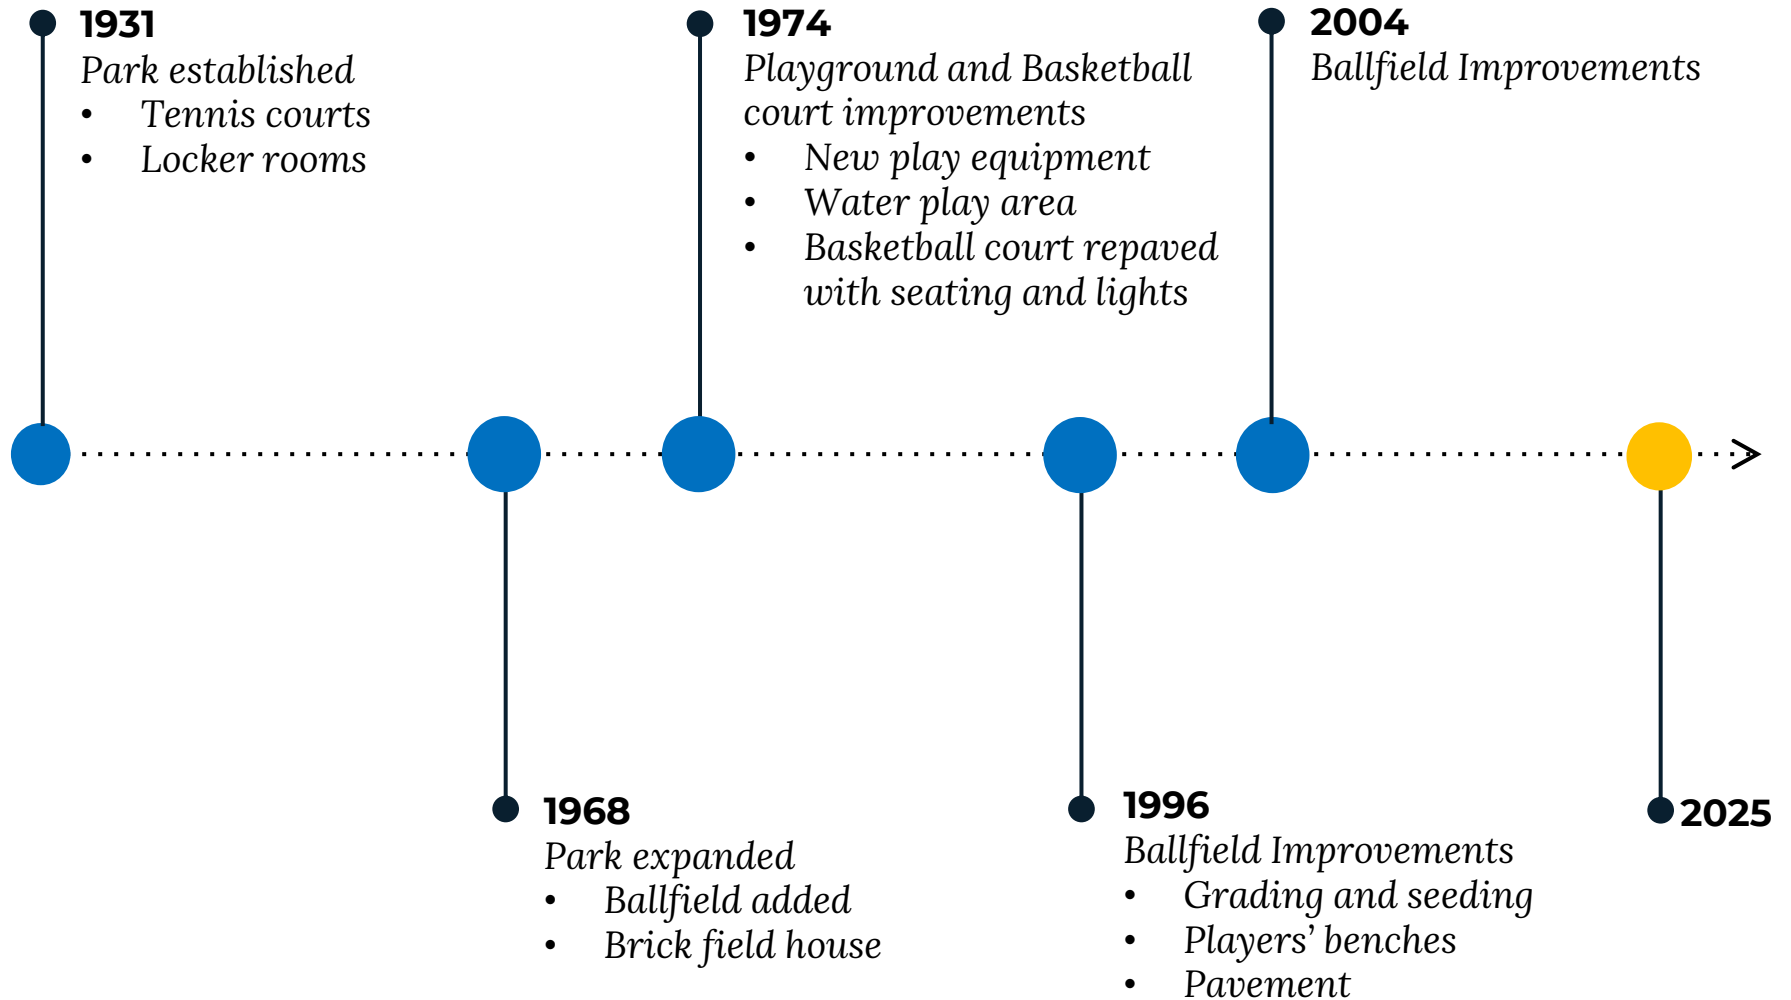 1931
Park established
• Tennis courts
• Locker rooms
1974
Playground and Basketball
court improvements
• New play equipment
• Water play area
• Basketball court repaved
with seating and lights
2004
Ballfield Improvements
1968
Park expanded
• Ballfield added
• Brick field house
1996
Ballfield Improvements
• Grading and seeding
• Players’ benches
• Pavement
2025